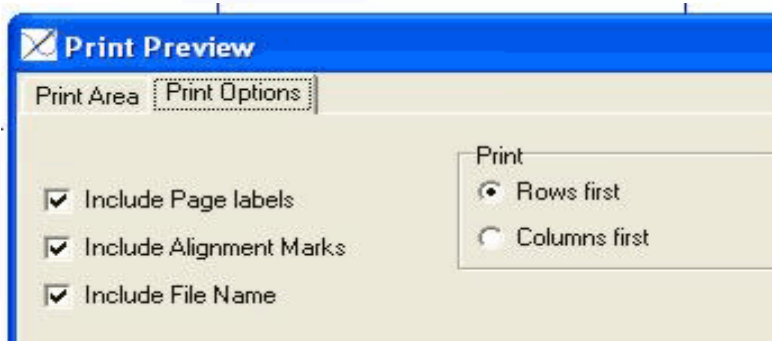 Print Preview
Print Area Print Options
Print
Include Page labels
Rows first
Include Alignment Marks
Columns first
Include File Name